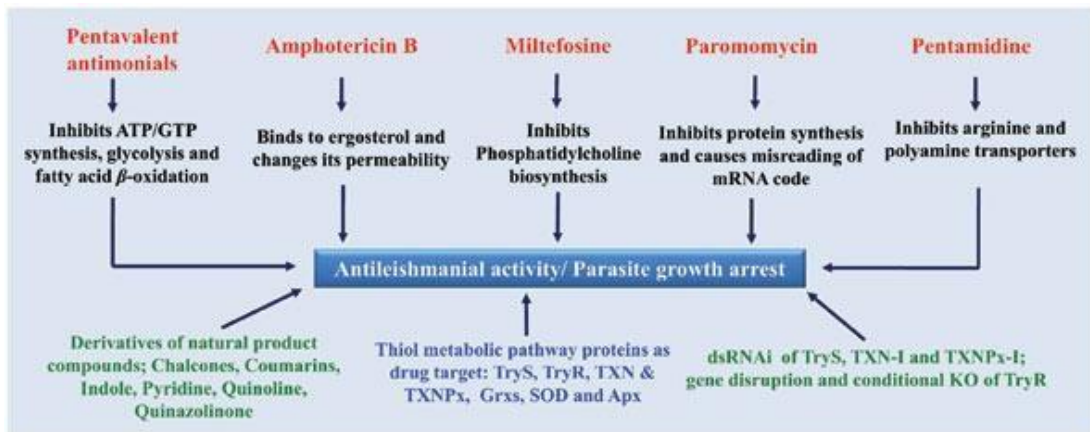 Pentavalent
antimonials
Amphotericin B
Miltefosine
Paromomycin
Pentamidine
Inhibits ATP/GTP
synthesis, glycolysis and
fatty acid β-oxidation
Binds to ergosterol and
changes its permeability
Inhibits
Phosphatidylcholine
biosynthesis
Inhibits protein synthesis
and causes misreading of
mRNA code
Inhibits arginine and
polyamine transporters
Antileishmanial activity/ Parasite growth arrest
Derivatives of natural product
compounds; Chalcones, Coumarins,
Indole, Pyridine, Quinoline,
Quinazolinone
Thiol metabolic pathway proteins as
drug target: TryS, TryR, TXN &
TXNPx, Grxs, SOD and Apx
dsRNAi of TryS, TXN-I and TXNPx-I;
gene disruption and conditional KO of TryR